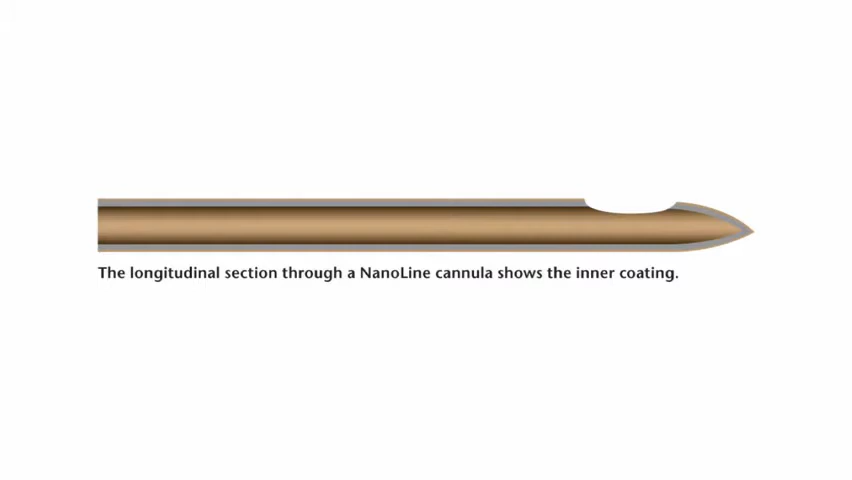 The longitudinal section through a NanoLine cannula shows the inner coating.